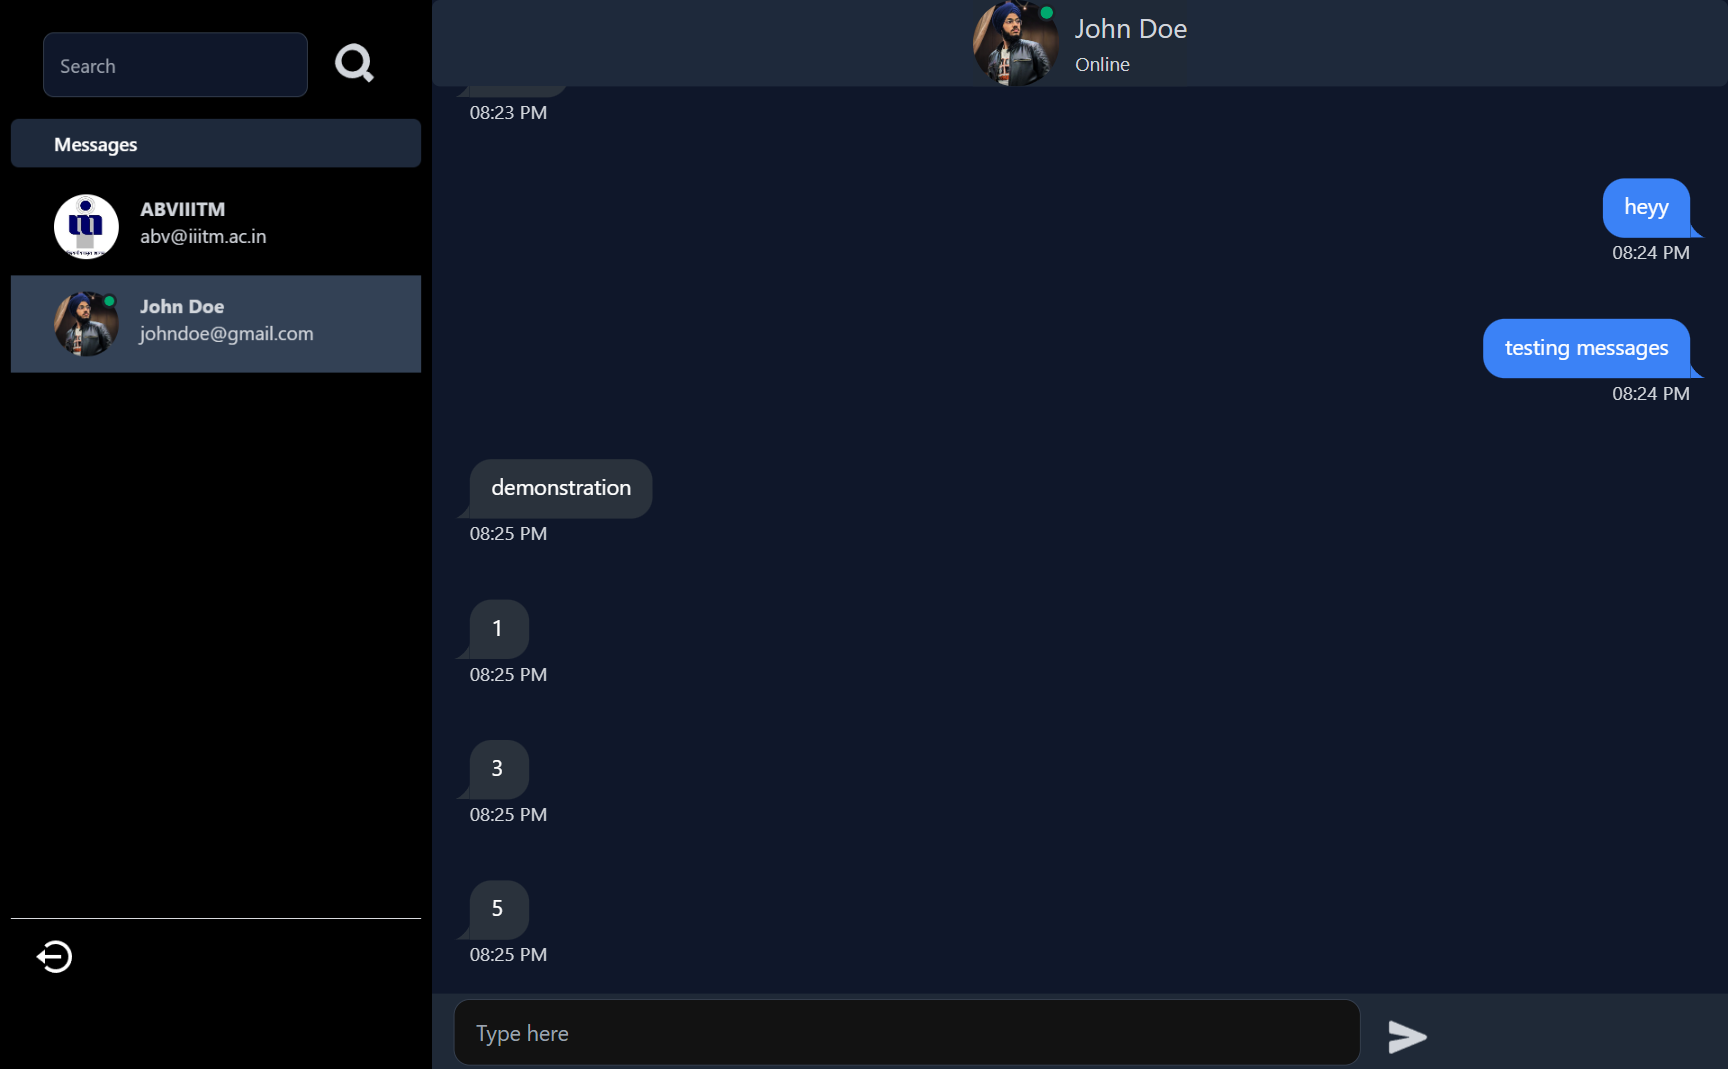 Search
Messages
ABVIIITM
abv@iiitm.ac.in
John Doe
johndoe@gmail.com
John Doe
Online
08:23 PM
heyy
08:24 PM
testing messages
08:24 PM
demonstration
08:25 PM
1
08:25 PM
3
08:25 PM
5
08:25 PM
Type here